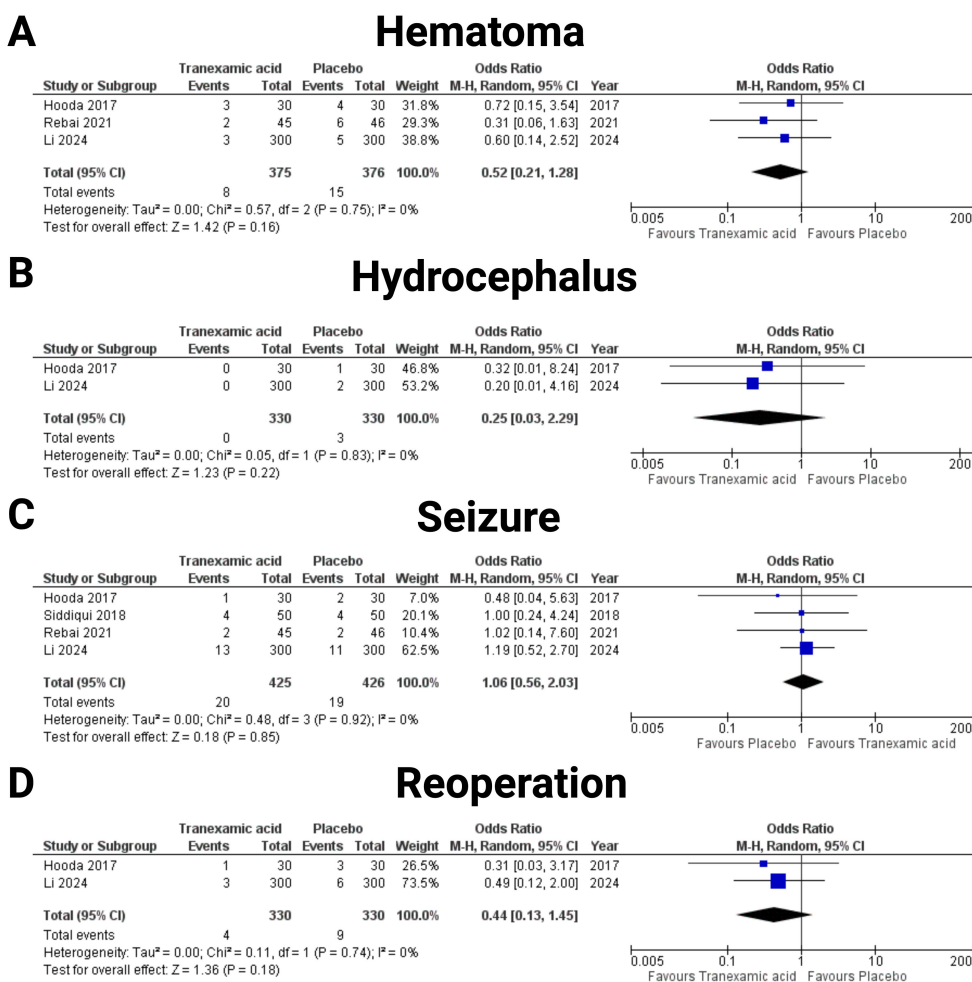 A
Hematoma
Tranexamic acid Placebo Odds Ratio Odds Ratio
Study or Subgroup Events Total Events Total Weight M-H, Random, 95% CI Year M-H, Random, 95% CI
Hooda 2017 3 30 4 30 31.8% 0.72 [0.15, 3.54] 2017
Rebai 2021 2 45 6 46 29.3% 0.31 [0.06, 1.63] 2021
Li 2024 3 300 5 300 38.8% 0.60 [0.14, 2.52] 2024
Total (95% CI) 375 376 100.0% 0.52 [0.21, 1.28]
Total events 8 15
Heterogeneity: Tau² = 0.00; Chi² = 0.57, df = 2 (P = 0.75); I² = 0%
Test for overall effect: Z = 1.42 (P = 0.16)
0.005 0.1 1 10 200
Favours Tranexamic acid Favours Placebo
B
Hydrocephalus
Tranexamic acid Placebo Odds Ratio Odds Ratio
Study or Subgroup Events Total Events Total Weight M-H, Random, 95% CI Year M-H, Random, 95% CI
Hooda 2017 0 30 1 30 46.8% 0.32 [0.01, 8.24] 2017
Li 2024 0 300 2 300 53.2% 0.20 [0.01, 4.16] 2024
Total (95% CI) 330 330 100.0% 0.25 [0.03, 2.29]
Total events 0 3
Heterogeneity: Tau² = 0.00; Chi² = 0.05, df = 1 (P = 0.83); I² = 0%
Test for overall effect: Z = 1.23 (P = 0.22)
0.005 0.1 1 10 200
Favours Tranexamic acid Favours Placebo
C
Seizure
Tranexamic acid Placebo Odds Ratio Odds Ratio
Study or Subgroup Events Total Events Total Weight M-H, Random, 95% CI Year M-H, Random, 95% CI
Hooda 2017 1 30 2 30 7.0% 0.48 [0.04, 5.63] 2017
Siddiqui 2018 4 50 4 50 20.1% 1.00 [0.24, 4.24] 2018
Rebai 2021 2 45 2 46 10.4% 1.02 [0.14, 7.60] 2021
Li 2024 13 300 11 300 62.5% 1.19 [0.52, 2.70] 2024
Total (95% CI) 425 426 100.0% 1.06 [0.56, 2.03]
Total events 20 19
Heterogeneity: Tau² = 0.00; Chi² = 0.48, df = 3 (P = 0.92); I² = 0%
Test for overall effect: Z = 0.18 (P = 0.85)
0.005 0.1 1 10 200
Favours Placebo Favours Tranexamic acid
D
Reoperation
Tranexamic acid Placebo Odds Ratio Odds Ratio
Study or Subgroup Events Total Events Total Weight M-H, Random, 95% CI Year M-H, Random, 95% CI
Hooda 2017 1 30 3 30 26.5% 0.31 [0.03, 3.17] 2017
Li 2024 3 300 6 300 73.5% 0.49 [0.12, 2.00] 2024
Total (95% CI) 330 330 100.0% 0.44 [0.13, 1.45]
Total events 4 9
Heterogeneity: Tau² = 0.00; Chi² = 0.11, df = 1 (P = 0.74); I² = 0%
Test for overall effect: Z = 1.36 (P = 0.18)
0.005 0.1 1 10 200
Favours Tranexamic acid Favours Placebo